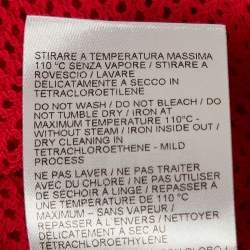 STIRARE A TEMPERATURA MASSIMA
110 °C SENZA VAPORE / STIRARE A
ROVESCIO / LAVARE
DELICATAMENTE A SECCO IN
TETRACLOROETILENE
DO NOT WASH / DO NOT BLEACH / DO
NOT TUMBLE DRY / IRON AT
MAXIMUM TEMPERATURE 110°C -
WITHOUT STEAM / IRON INSIDE OUT /
DRY CLEANING IN
TETRACHLOROETHENE - MILD
PROCESS
NE PAS LAVER / NE PAS LAVER
AVEC DU CHLORE / NE PAS UTILISER
DE SÉCHOIR À LINGE / REPASSER A
UNE TEMPERATURE DE 110 °C
MAXIMUM – SANS VAPEUR /
REPASSER A L'ENVERS / NETTOYER
DÉLICATEMENT À SEC AU
TETRACHLOROETHYLENE